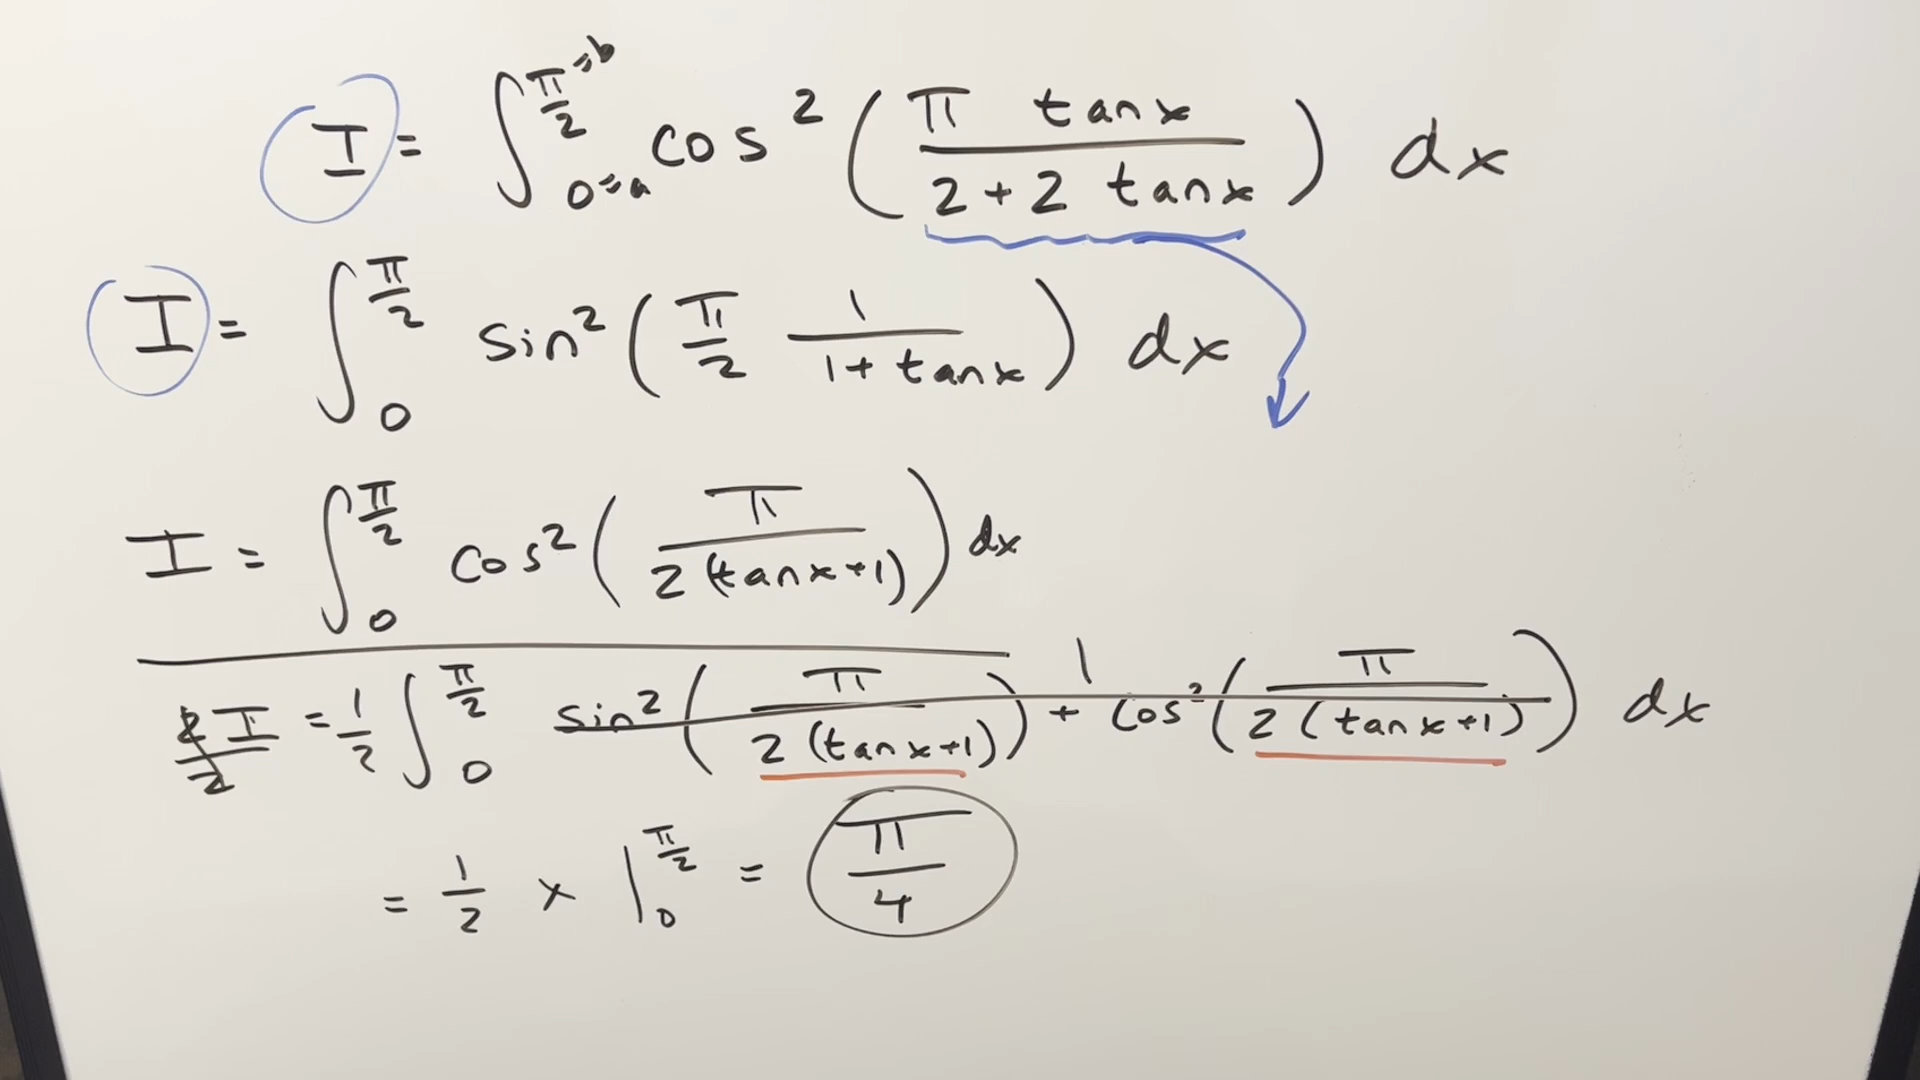 I = ∫_{0=a}^{π/2=b} cos² (π tanx / 2+2 tanx) dx
I = ∫_0^{π/2} sin² (π/2 1/1+tanx) dx
I = ∫_0^{π/2} cos² (π / 2(tanx+1)) dx
2I/2 = 1/2 ∫_0^{π/2} sin² (π / 2(tanx+1)) + cos² (π / 2(tanx+1)) dx 1
= 1/2 x |_0^{π/2} = π/4